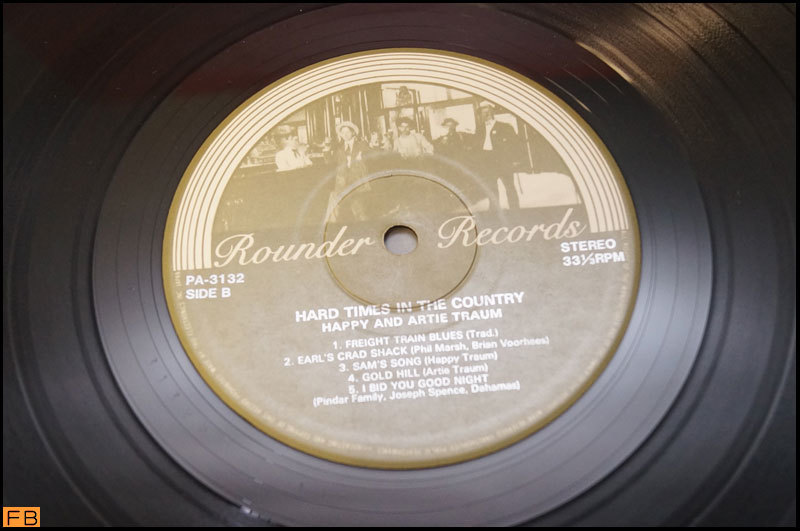 Rounder Records
PA-3132
SIDE B
STEREO
33⅓RPM
HARD TIMES IN THE COUNTRY
HAPPY AND ARTIE TRAUM
1. FREIGHT TRAIN BLUES (Trad.)
2. EARL'S CRAD SHACK (Phil Marsh, Brian Voorhees)
3. SAM'S SONG (Happy Traum)
4. GOLD HILL (Artie Traum)
5. I BID YOU GOOD NIGHT
(Pindar Family, Joseph Spence, Dahamas)
FB